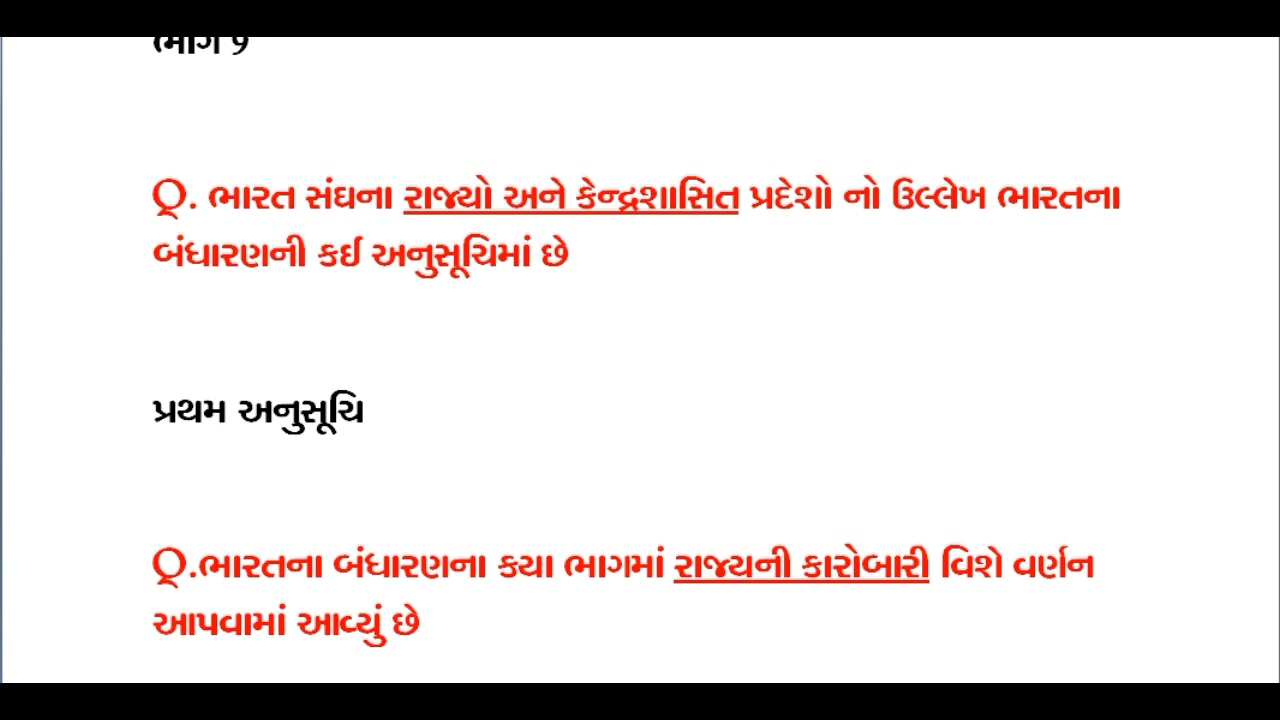 ભાગ 9
Q. ભારત સંઘના રાજ્યો અને કેન્દ્રશાસિત પ્રદેશો નો ઉલ્લેખ ભારતના
બંધારણની કઈ અનુસૂચિમાં છે
પ્રથમ અનુસૂચિ
Q.ભારતના બંધારણના કયા ભાગમાં રાજ્યની કારોબારી વિશે વર્ણન
આપવામાં આવ્યું છે